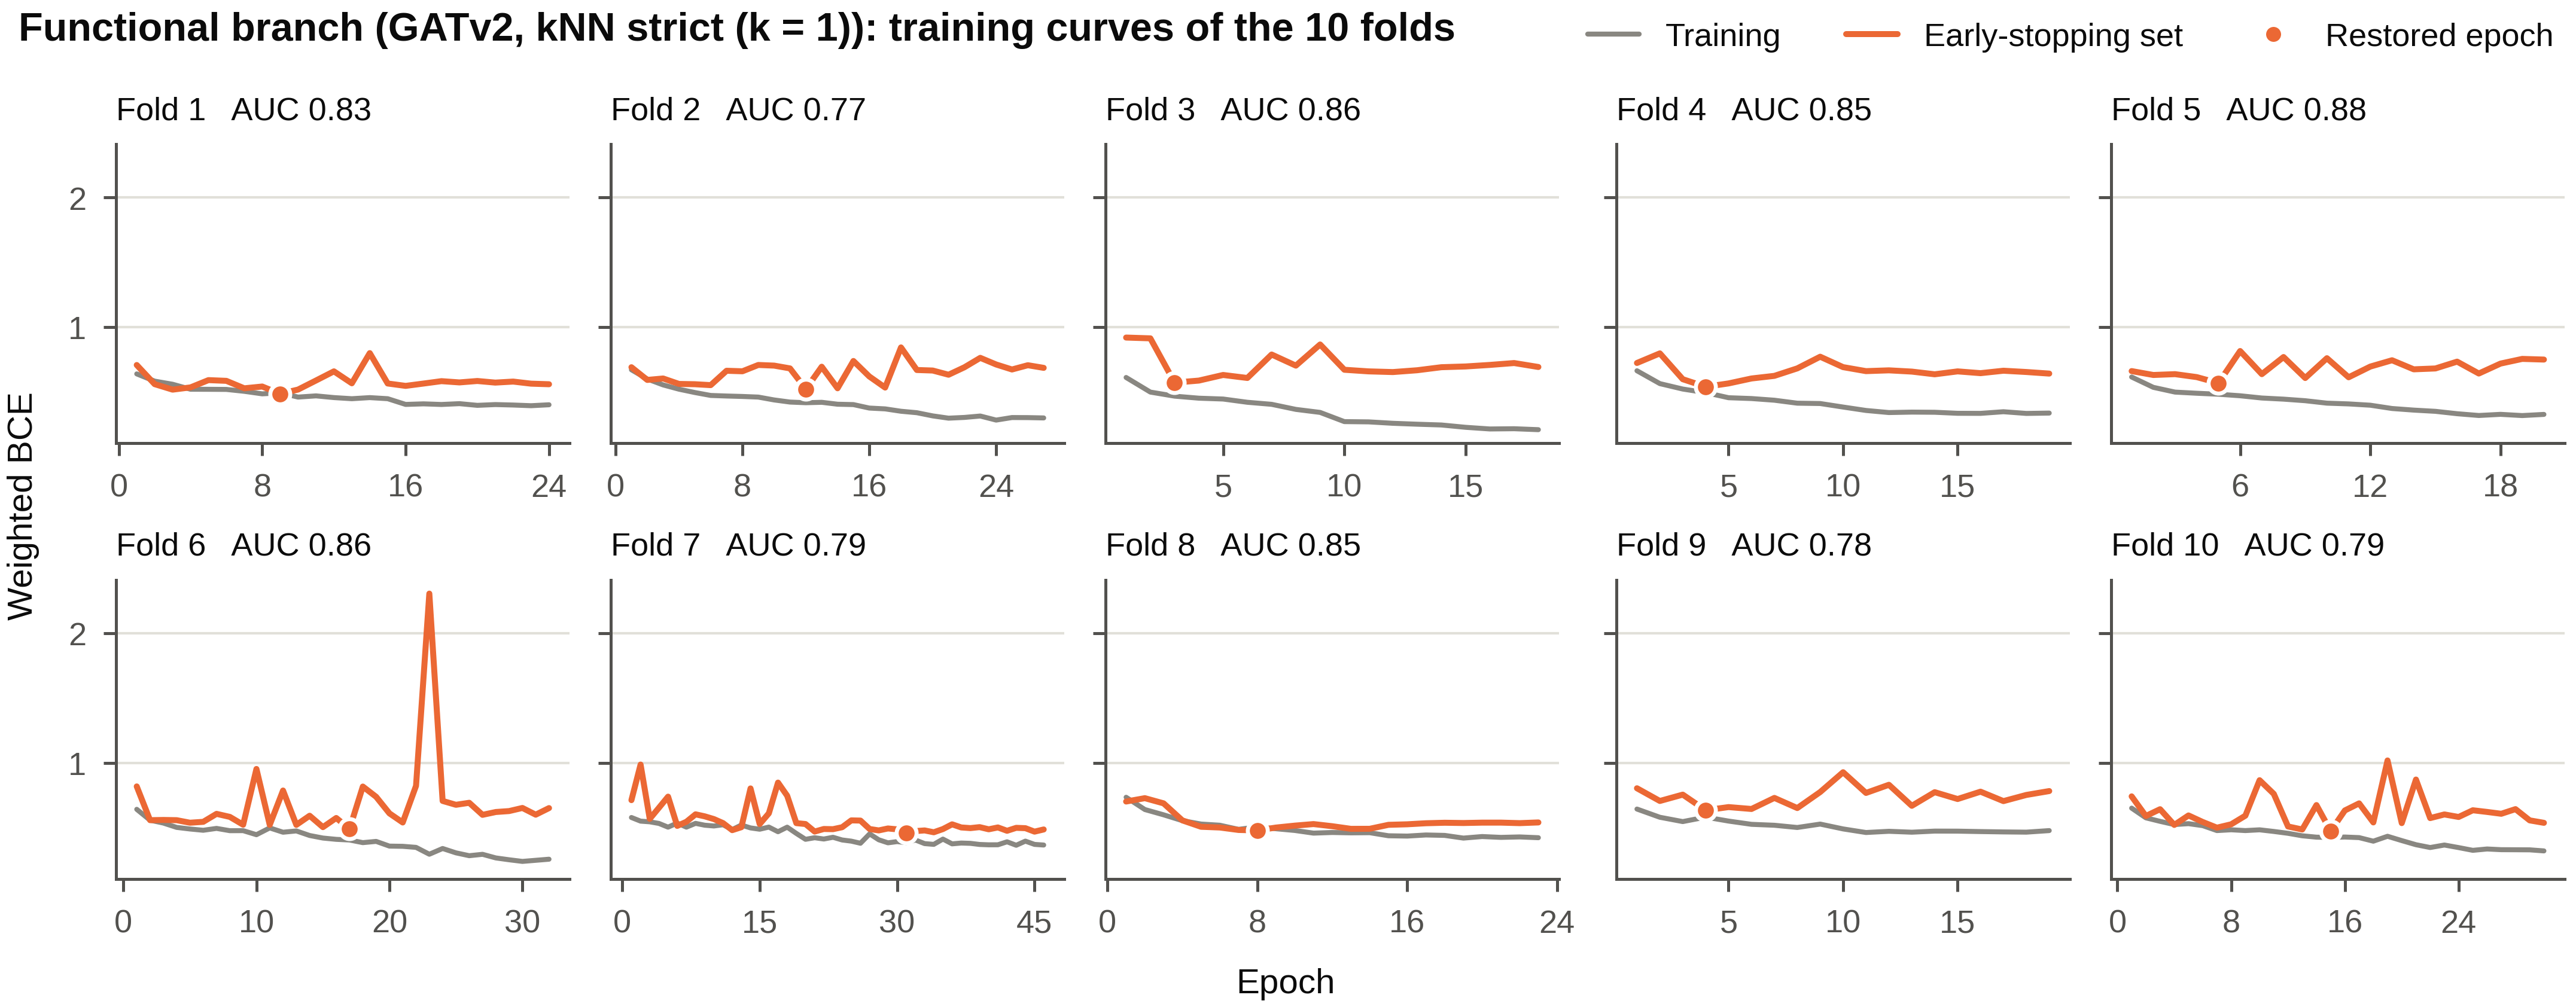 Functional branch (GATv2, kNN strict (k = 1)): training curves of the 10 folds
Training Early-stopping set Restored epoch
Fold 1 AUC 0.83
Fold 2 AUC 0.77
Fold 3 AUC 0.86
Fold 4 AUC 0.85
Fold 5 AUC 0.88
2
1
0 8 16 24
0 8 16 24
5 10 15
5 10 15
6 12 18
Weighted BCE
Fold 6 AUC 0.86
Fold 7 AUC 0.79
Fold 8 AUC 0.85
Fold 9 AUC 0.78
Fold 10 AUC 0.79
2
1
0 10 20 30
0 15 30 45
0 8 16 24
5 10 15
0 8 16 24
Epoch